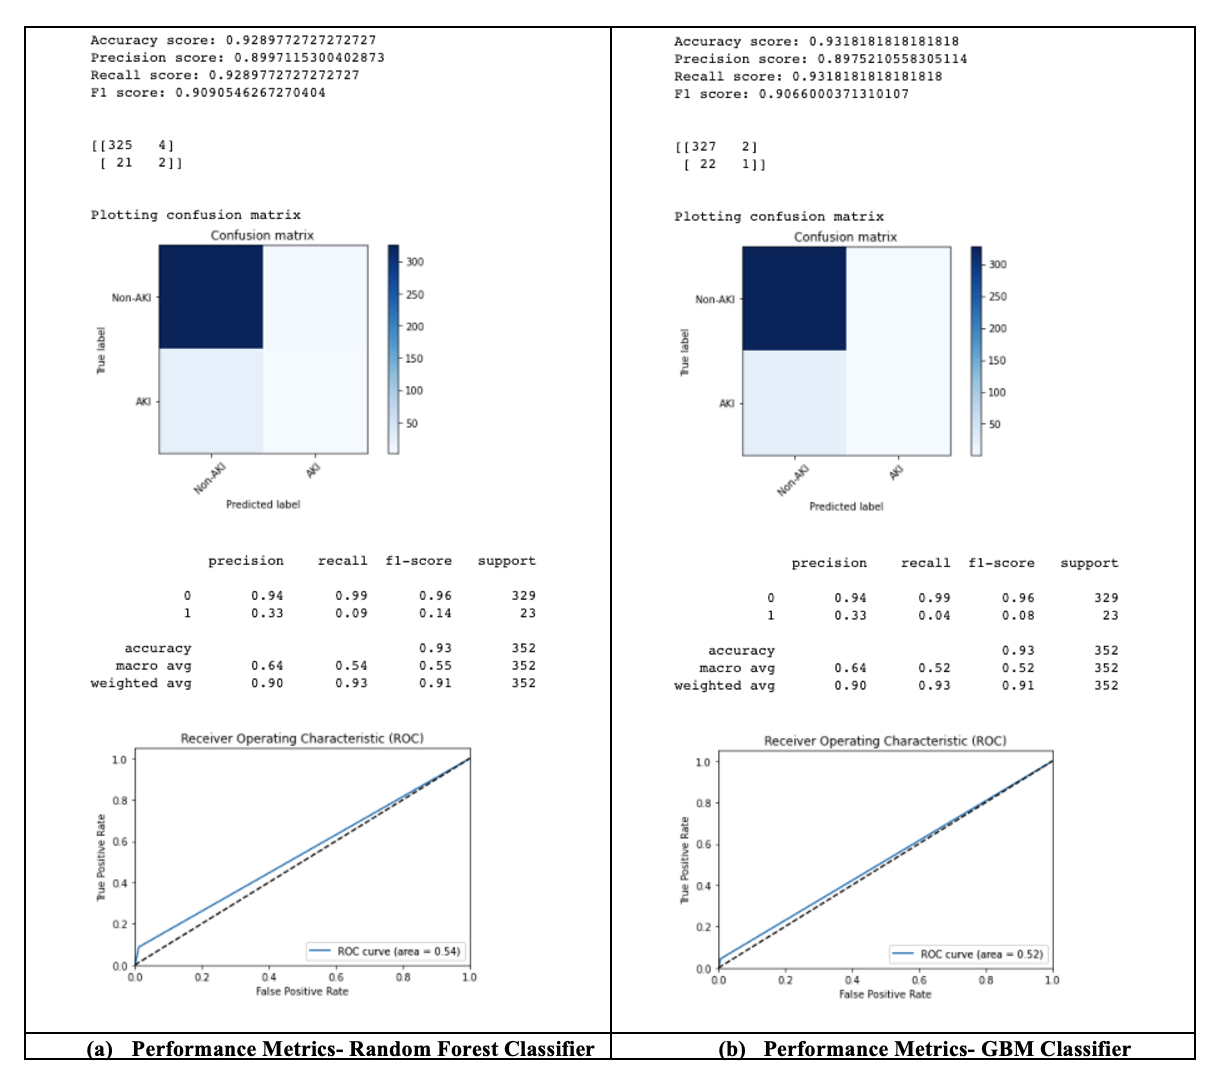 Accuracy score: 0.9289772727272727
Precision score: 0.8997115300402873
Recall score: 0.9289772727272727
F1 score: 0.9090546267270404
[[325 4]
[ 21 2]]
Plotting confusion matrix
Confusion matrix
Non-AKI
AKI
True label
Non-AKI
AKI
Predicted label
300
250
200
150
100
50
precision recall f1-score support
0 0.94 0.99 0.96 329
1 0.33 0.09 0.14 23
accuracy 0.93 352
macro avg 0.64 0.54 0.55 352
weighted avg 0.90 0.93 0.91 352
Receiver Operating Characteristic (ROC)
1.0
0.8
0.6
0.4
0.2
0.0
True Positive Rate
ROC curve (area = 0.54)
0.0 0.2 0.4 0.6 0.8 1.0
False Positive Rate
(a) Performance Metrics- Random Forest Classifier
Accuracy score: 0.9318181818181818
Precision score: 0.8975210558305114
Recall score: 0.9318181818181818
F1 score: 0.9066000371310107
[[327 2]
[ 22 1]]
Plotting confusion matrix
Confusion matrix
Non-AKI
AKI
True label
Non-AKI
AKI
Predicted label
300
250
200
150
100
50
precision recall f1-score support
0 0.94 0.99 0.96 329
1 0.33 0.04 0.08 23
accuracy 0.93 352
macro avg 0.64 0.52 0.52 352
weighted avg 0.90 0.93 0.91 352
Receiver Operating Characteristic (ROC)
1.0
0.8
0.6
0.4
0.2
0.0
True Positive Rate
ROC curve (area = 0.52)
0.0 0.2 0.4 0.6 0.8 1.0
False Positive Rate
(b) Performance Metrics- GBM Classifier